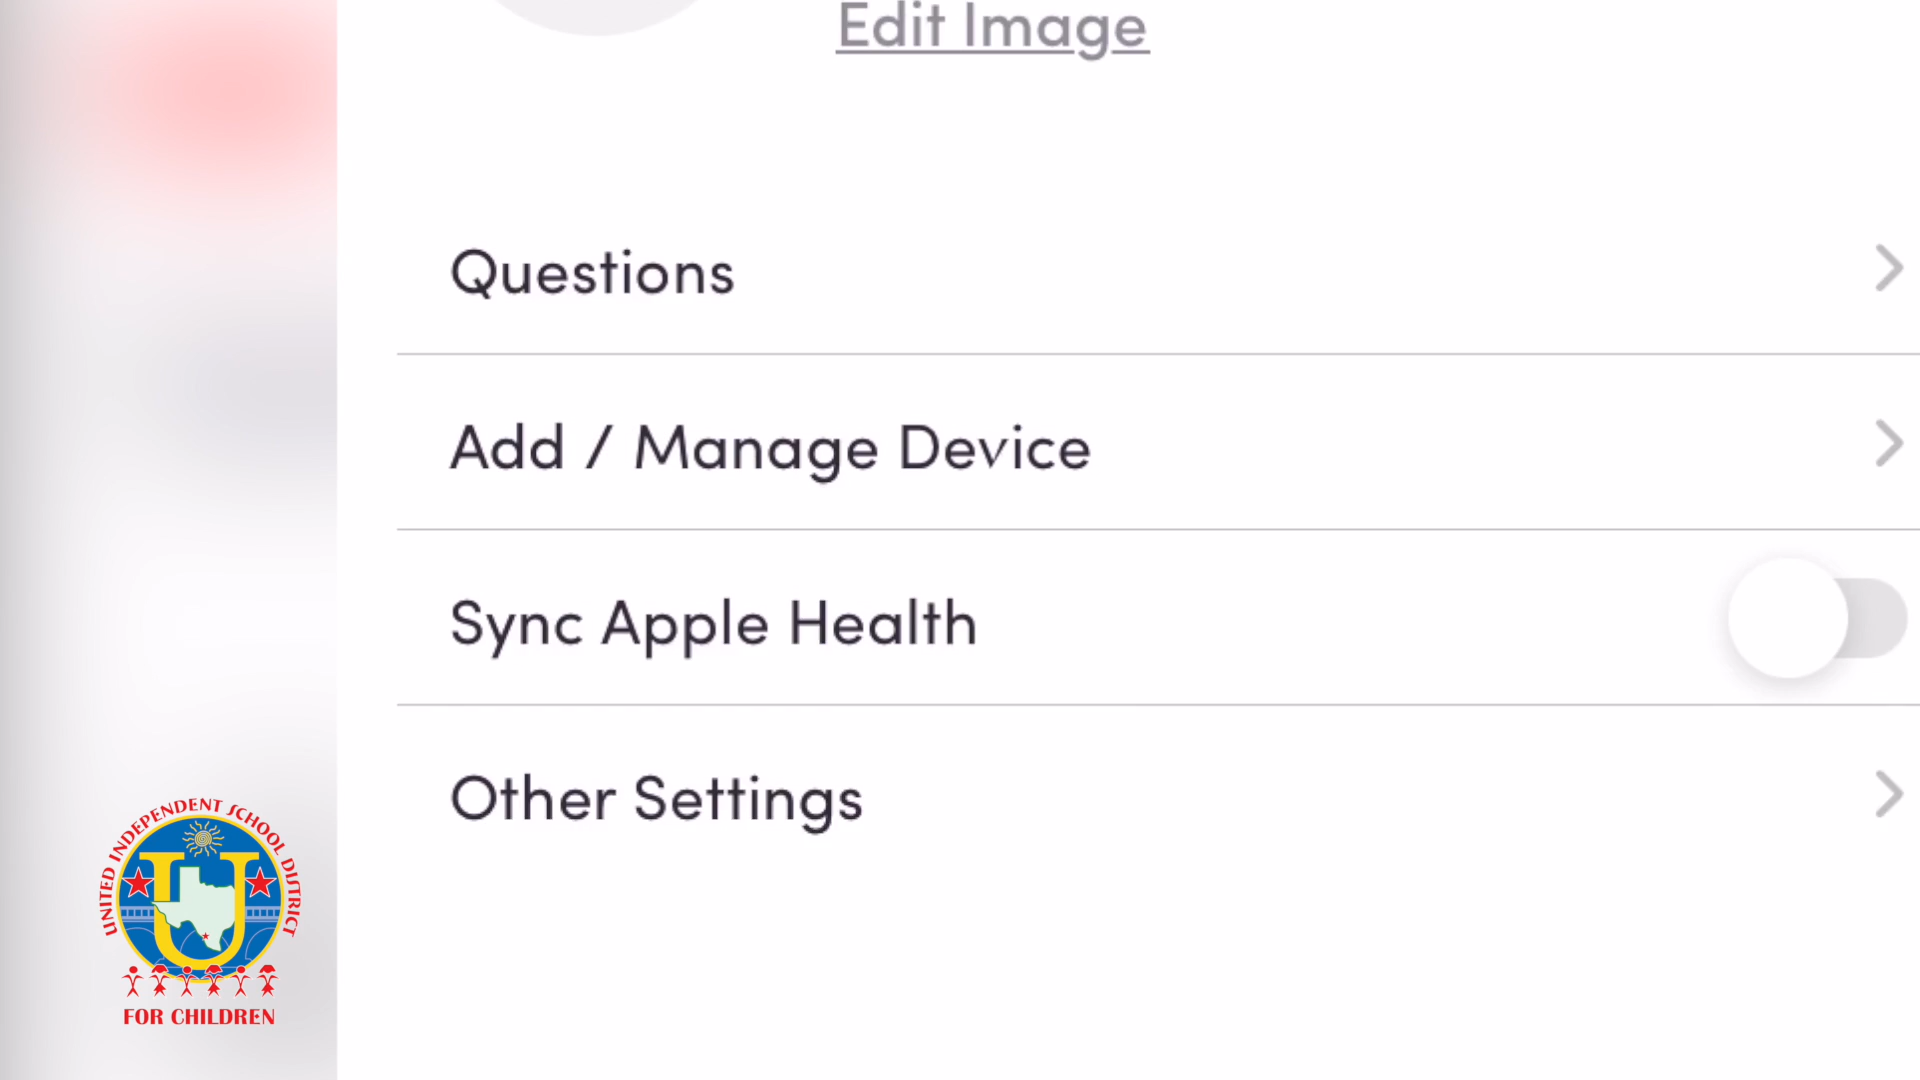 Edit Image
Questions
Add / Manage Device
Sync Apple Health
Other Settings
UNITED INDEPENDENT SCHOOL DISTRICT
U
FOR CHILDREN